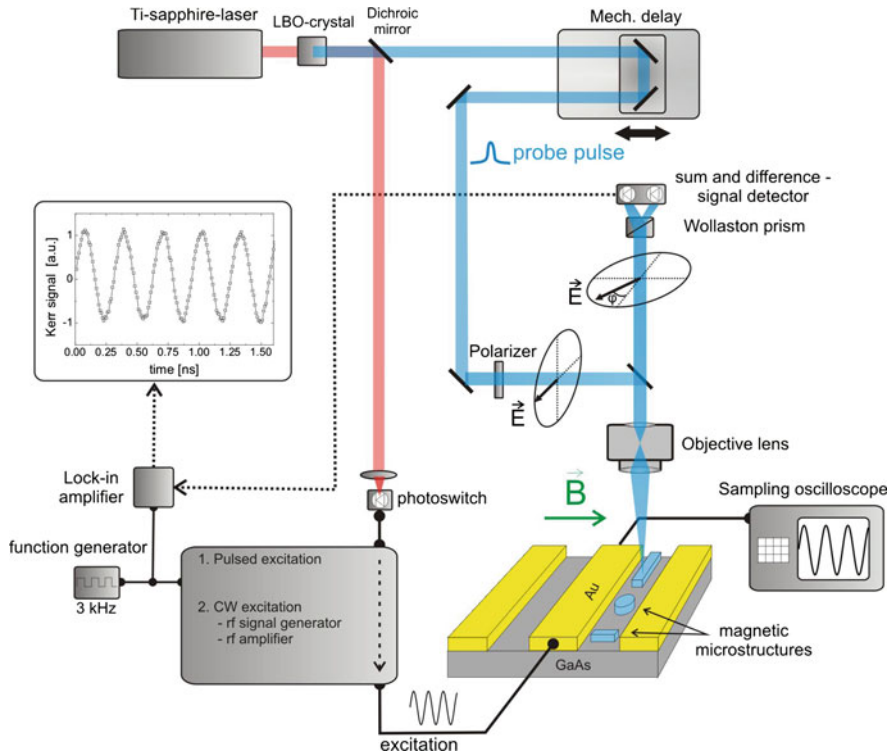 Ti-sapphire-laser
LBO-crystal
Dichroic
mirror
Mech. delay
probe pulse
sum and difference -
signal detector
Wollaston prism
E
φ
Kerr signal [a.u.]
1
0
-1
0.00 0.25 0.50 0.75 1.00 1.25 1.50
time [ns]
Polarizer
E
Objective lens
Lock-in
amplifier
photoswitch
B
Sampling oscilloscope
function generator
3 kHz
1. Pulsed excitation
2. CW excitation
- rf signal generator
- rf amplifier
Au
magnetic
microstructures
GaAs
excitation